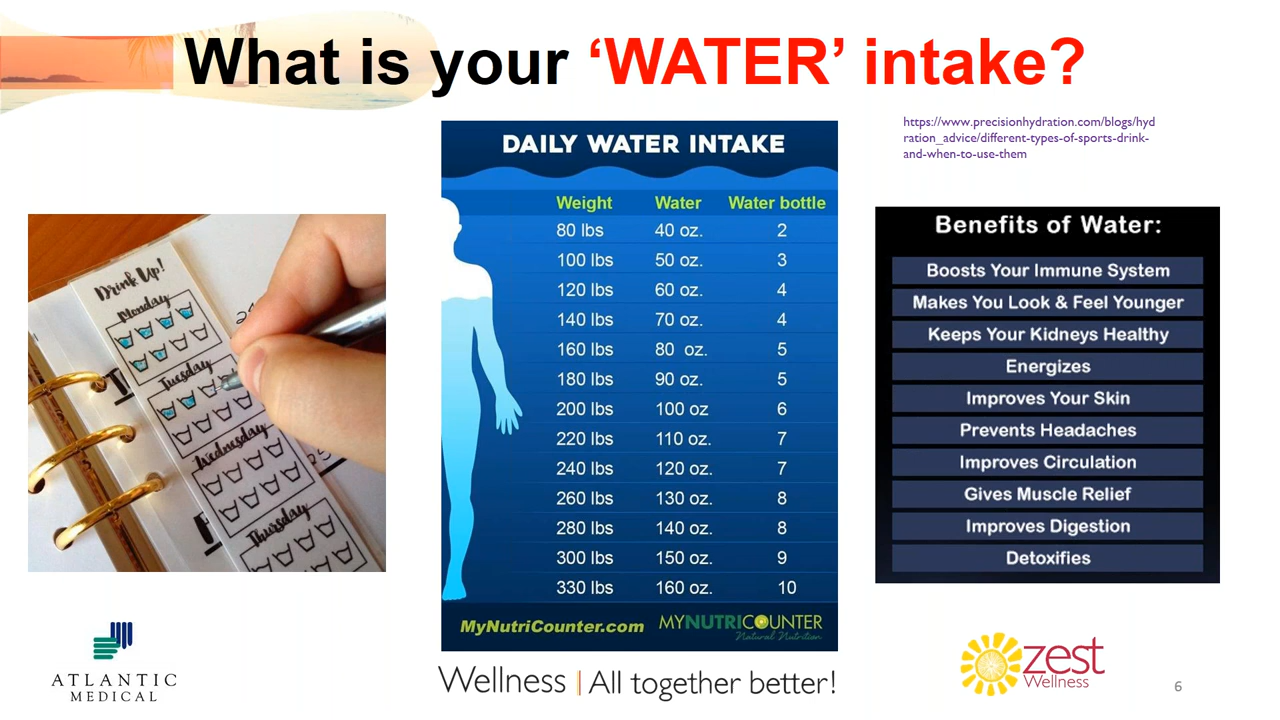 What is your ‘WATER’ intake?
https://www.precisionhydration.com/blogs/hyd
ration_advice/different-types-of-sports-drink-
and-when-to-use-them
Drink Up!
Monday
Tuesday
Wednesday
Thursday
DAILY WATER INTAKE
Weight Water Water bottle
80 lbs 40 oz. 2
100 lbs 50 oz. 3
120 lbs 60 oz. 4
140 lbs 70 oz. 4
160 lbs 80 oz. 5
180 lbs 90 oz. 5
200 lbs 100 oz 6
220 lbs 110 oz. 7
240 lbs 120 oz. 7
260 lbs 130 oz. 8
280 lbs 140 oz. 8
300 lbs 150 oz. 9
330 lbs 160 oz. 10
MyNutriCounter.com
MYNUTRICOUNTER
Natural Nutrition
Benefits of Water:
Boosts Your Immune System
Makes You Look & Feel Younger
Keeps Your Kidneys Healthy
Energizes
Improves Your Skin
Prevents Headaches
Improves Circulation
Gives Muscle Relief
Improves Digestion
Detoxifies
ATLANTIC
MEDICAL
Wellness | All together better!
zest
Wellness
6